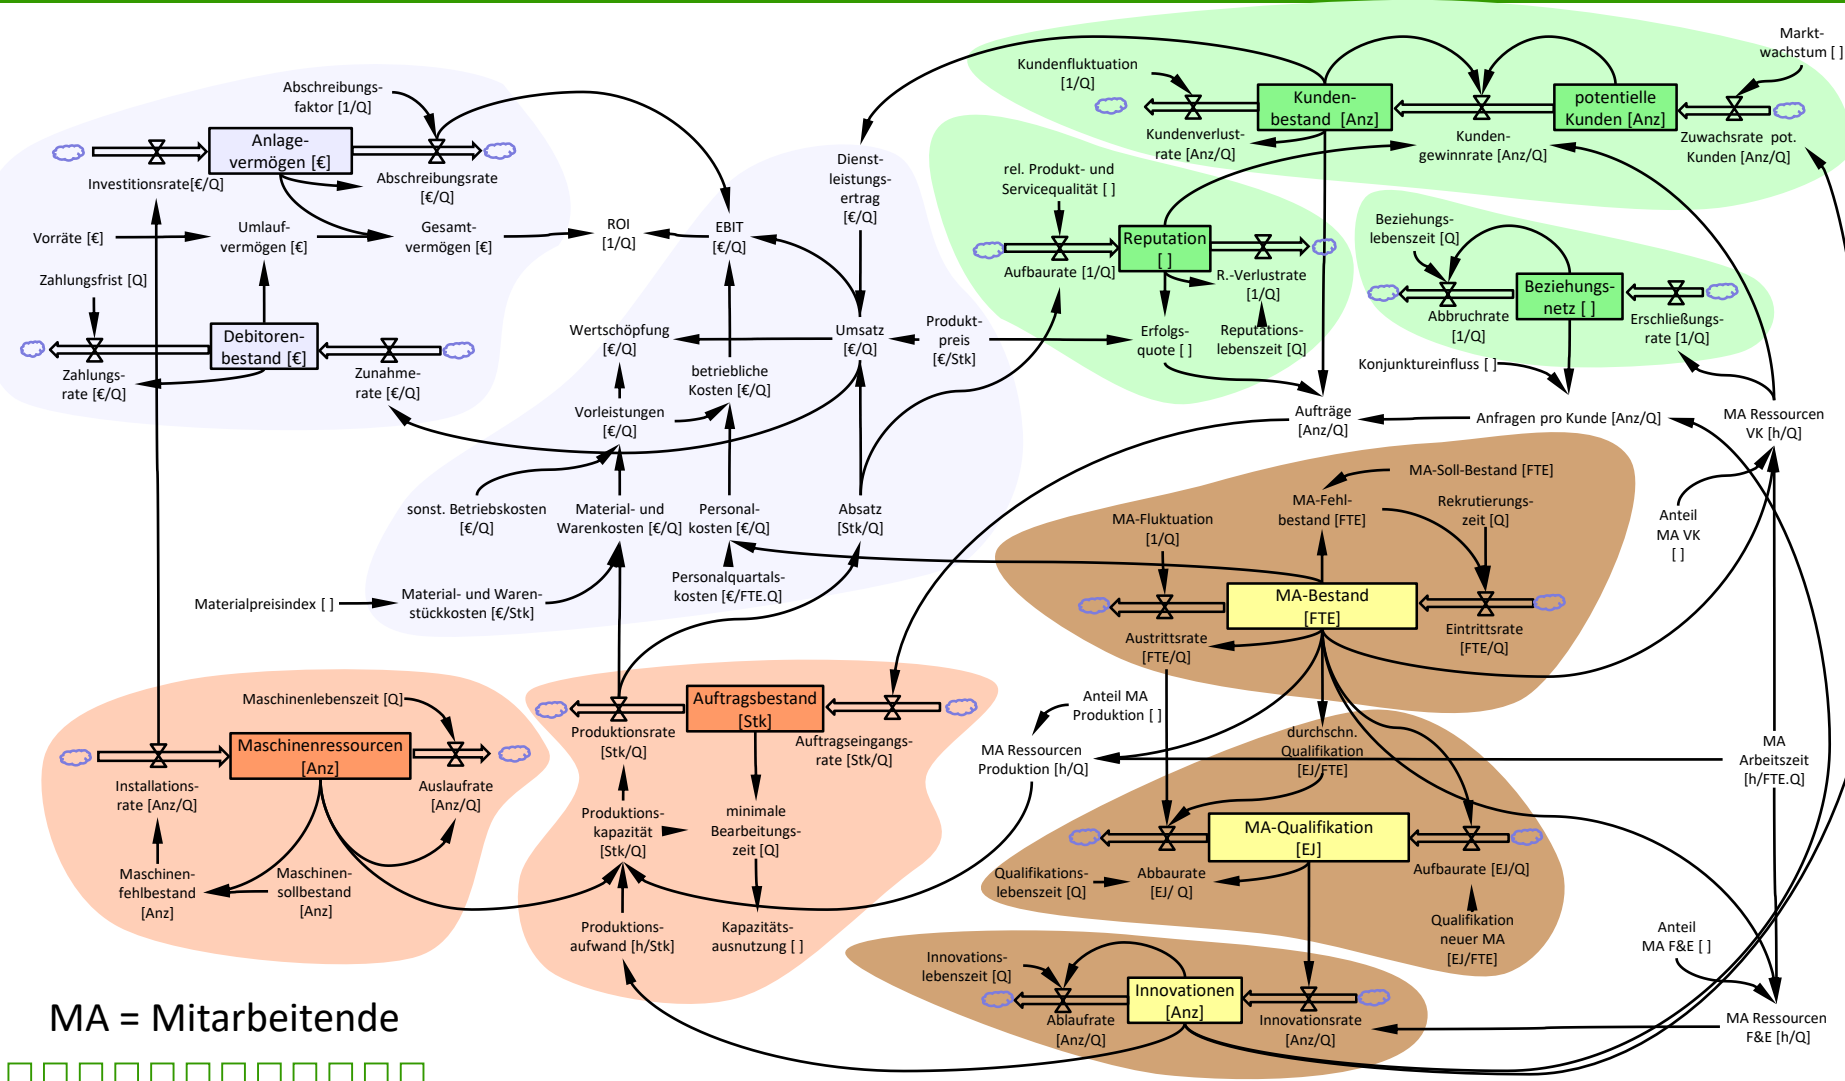 Abschreibungs-
faktor [1/Q]
Anlage-
vermögen [€]
Investitionsrate[€/Q]
Abschreibungsrate
[€/Q]
Vorräte [€]
Umlauf-
vermögen [€]
Gesamt-
vermögen [€]
ROI
[1/Q]
EBIT
[€/Q]
Dienst-
leistungs-
ertrag
[€/Q]
Zahlungsfrist [Q]
Debitoren-
bestand [€]
Zahlungs-
rate [€/Q]
Zunahme-
rate [€/Q]
Wertschöpfung
[€/Q]
Umsatz
[€/Q]
Produkt-
preis
[€/Stk]
betriebliche
Kosten [€/Q]
Vorleistungen
[€/Q]
sonst. Betriebskosten
[€/Q]
Material- und
Warenkosten [€/Q]
Personal-
kosten [€/Q]
Absatz
[Stk/Q]
Materialpreisindex [ ]
Material- und Waren-
stückkosten [€/Stk]
Personalquartals-
kosten [€/FTE.Q]
Markt-
wachstum [ ]
Kundenfluktuation
[1/Q]
Kunden-
bestand [Anz]
potentielle
Kunden [Anz]
Kundenverlust-
rate [Anz/Q]
Kunden-
gewinnrate [Anz/Q]
Zuwachsrate pot.
Kunden [Anz/Q]
rel. Produkt- und
Servicequalität [ ]
Reputation
[ ]
Aufbaurate [1/Q]
R.-Verlustrate
[1/Q]
Erfolgs-
quote [ ]
Reputations-
lebenszeit [Q]
Beziehungs-
lebenszeit [Q]
Beziehungs-
netz [ ]
Abbruchrate
[1/Q]
Erschließungs-
rate [1/Q]
Konjunktureinfluss [ ]
Aufträge
[Anz/Q]
Anfragen pro Kunde [Anz/Q]
MA Ressourcen
VK [h/Q]
MA-Soll-Bestand [FTE]
MA-Fehl-
bestand [FTE]
Rekrutierungs-
zeit [Q]
MA-Fluktuation
[1/Q]
Anteil
MA VK
[ ]
MA-Bestand
[FTE]
Austrittsrate
[FTE/Q]
Eintrittsrate
[FTE/Q]
Maschinenlebenszeit [Q]
Maschinenressourcen
[Anz]
Installations-
rate [Anz/Q]
Auslaufrate
[Anz/Q]
Maschinen-
fehlbestand
[Anz]
Maschinen-
sollbestand
[Anz]
Auftragsbestand
[Stk]
Produktionsrate
[Stk/Q]
Auftragseingangs-
rate [Stk/Q]
Produktions-
kapazität
[Stk/Q]
minimale
Bearbeitungs-
zeit [Q]
Produktions-
aufwand [h/Stk]
Kapazitäts-
ausnutzung [ ]
Anteil MA
Produktion [ ]
MA Ressourcen
Produktion [h/Q]
durchschn.
Qualifikation
[EJ/FTE]
MA
Arbeitszeit
[h/FTE.Q]
MA-Qualifikation
[EJ]
Qualifikations-
lebenszeit [Q]
Abbaurate
[EJ/ Q]
Aufbaurate [EJ/Q]
Qualifikation
neuer MA
[EJ/FTE]
Anteil
MA F&E [ ]
Innovations-
lebenszeit [Q]
Innovationen
[Anz]
Ablaufrate
[Anz/Q]
Innovationsrate
[Anz/Q]
MA Ressourcen
F&E [h/Q]
MA = Mitarbeitende